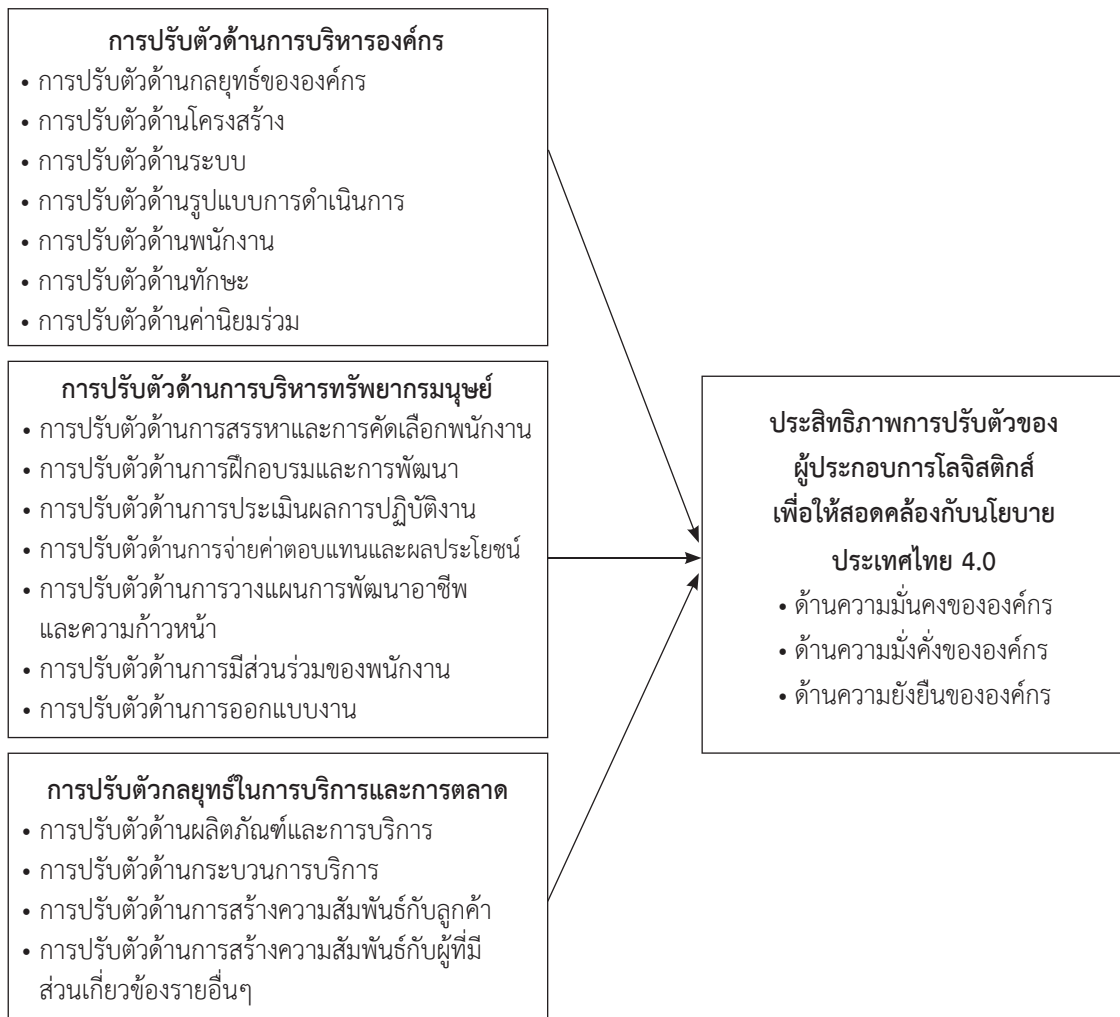 การปรับตัวด้านการบริหารองค์กร
• การปรับตัวด้านกลยุทธ์ขององค์กร
• การปรับตัวด้านโครงสร้าง
• การปรับตัวด้านระบบ
• การปรับตัวด้านรูปแบบการดำเนินการ
• การปรับตัวด้านพนักงาน
• การปรับตัวด้านทักษะ
• การปรับตัวด้านค่านิยมร่วม
การปรับตัวด้านการบริหารทรัพยากรมนุษย์
• การปรับตัวด้านการสรรหาและการคัดเลือกพนักงาน
• การปรับตัวด้านการฝึกอบรมและการพัฒนา
• การปรับตัวด้านการประเมินผลการปฏิบัติงาน
• การปรับตัวด้านการจ่ายค่าตอบแทนและผลประโยชน์
• การปรับตัวด้านการวางแผนการพัฒนาอาชีพ
และความก้าวหน้า
• การปรับตัวด้านการมีส่วนร่วมของพนักงาน
• การปรับตัวด้านการออกแบบงาน
การปรับตัวกลยุทธ์ในการบริการและการตลาด
• การปรับตัวด้านผลิตภัณฑ์และการบริการ
• การปรับตัวด้านกระบวนการบริการ
• การปรับตัวด้านการสร้างความสัมพันธ์กับลูกค้า
• การปรับตัวด้านการสร้างความสัมพันธ์กับผู้ที่มี
ส่วนเกี่ยวข้องรายอื่นๆ
ประสิทธิภาพการปรับตัวของ
ผู้ประกอบการโลจิสติกส์
เพื่อให้สอดคล้องกับนโยบาย
ประเทศไทย 4.0
• ด้านความมั่นคงขององค์กร
• ด้านความมั่งคั่งขององค์กร
• ด้านความยั่งยืนขององค์กร